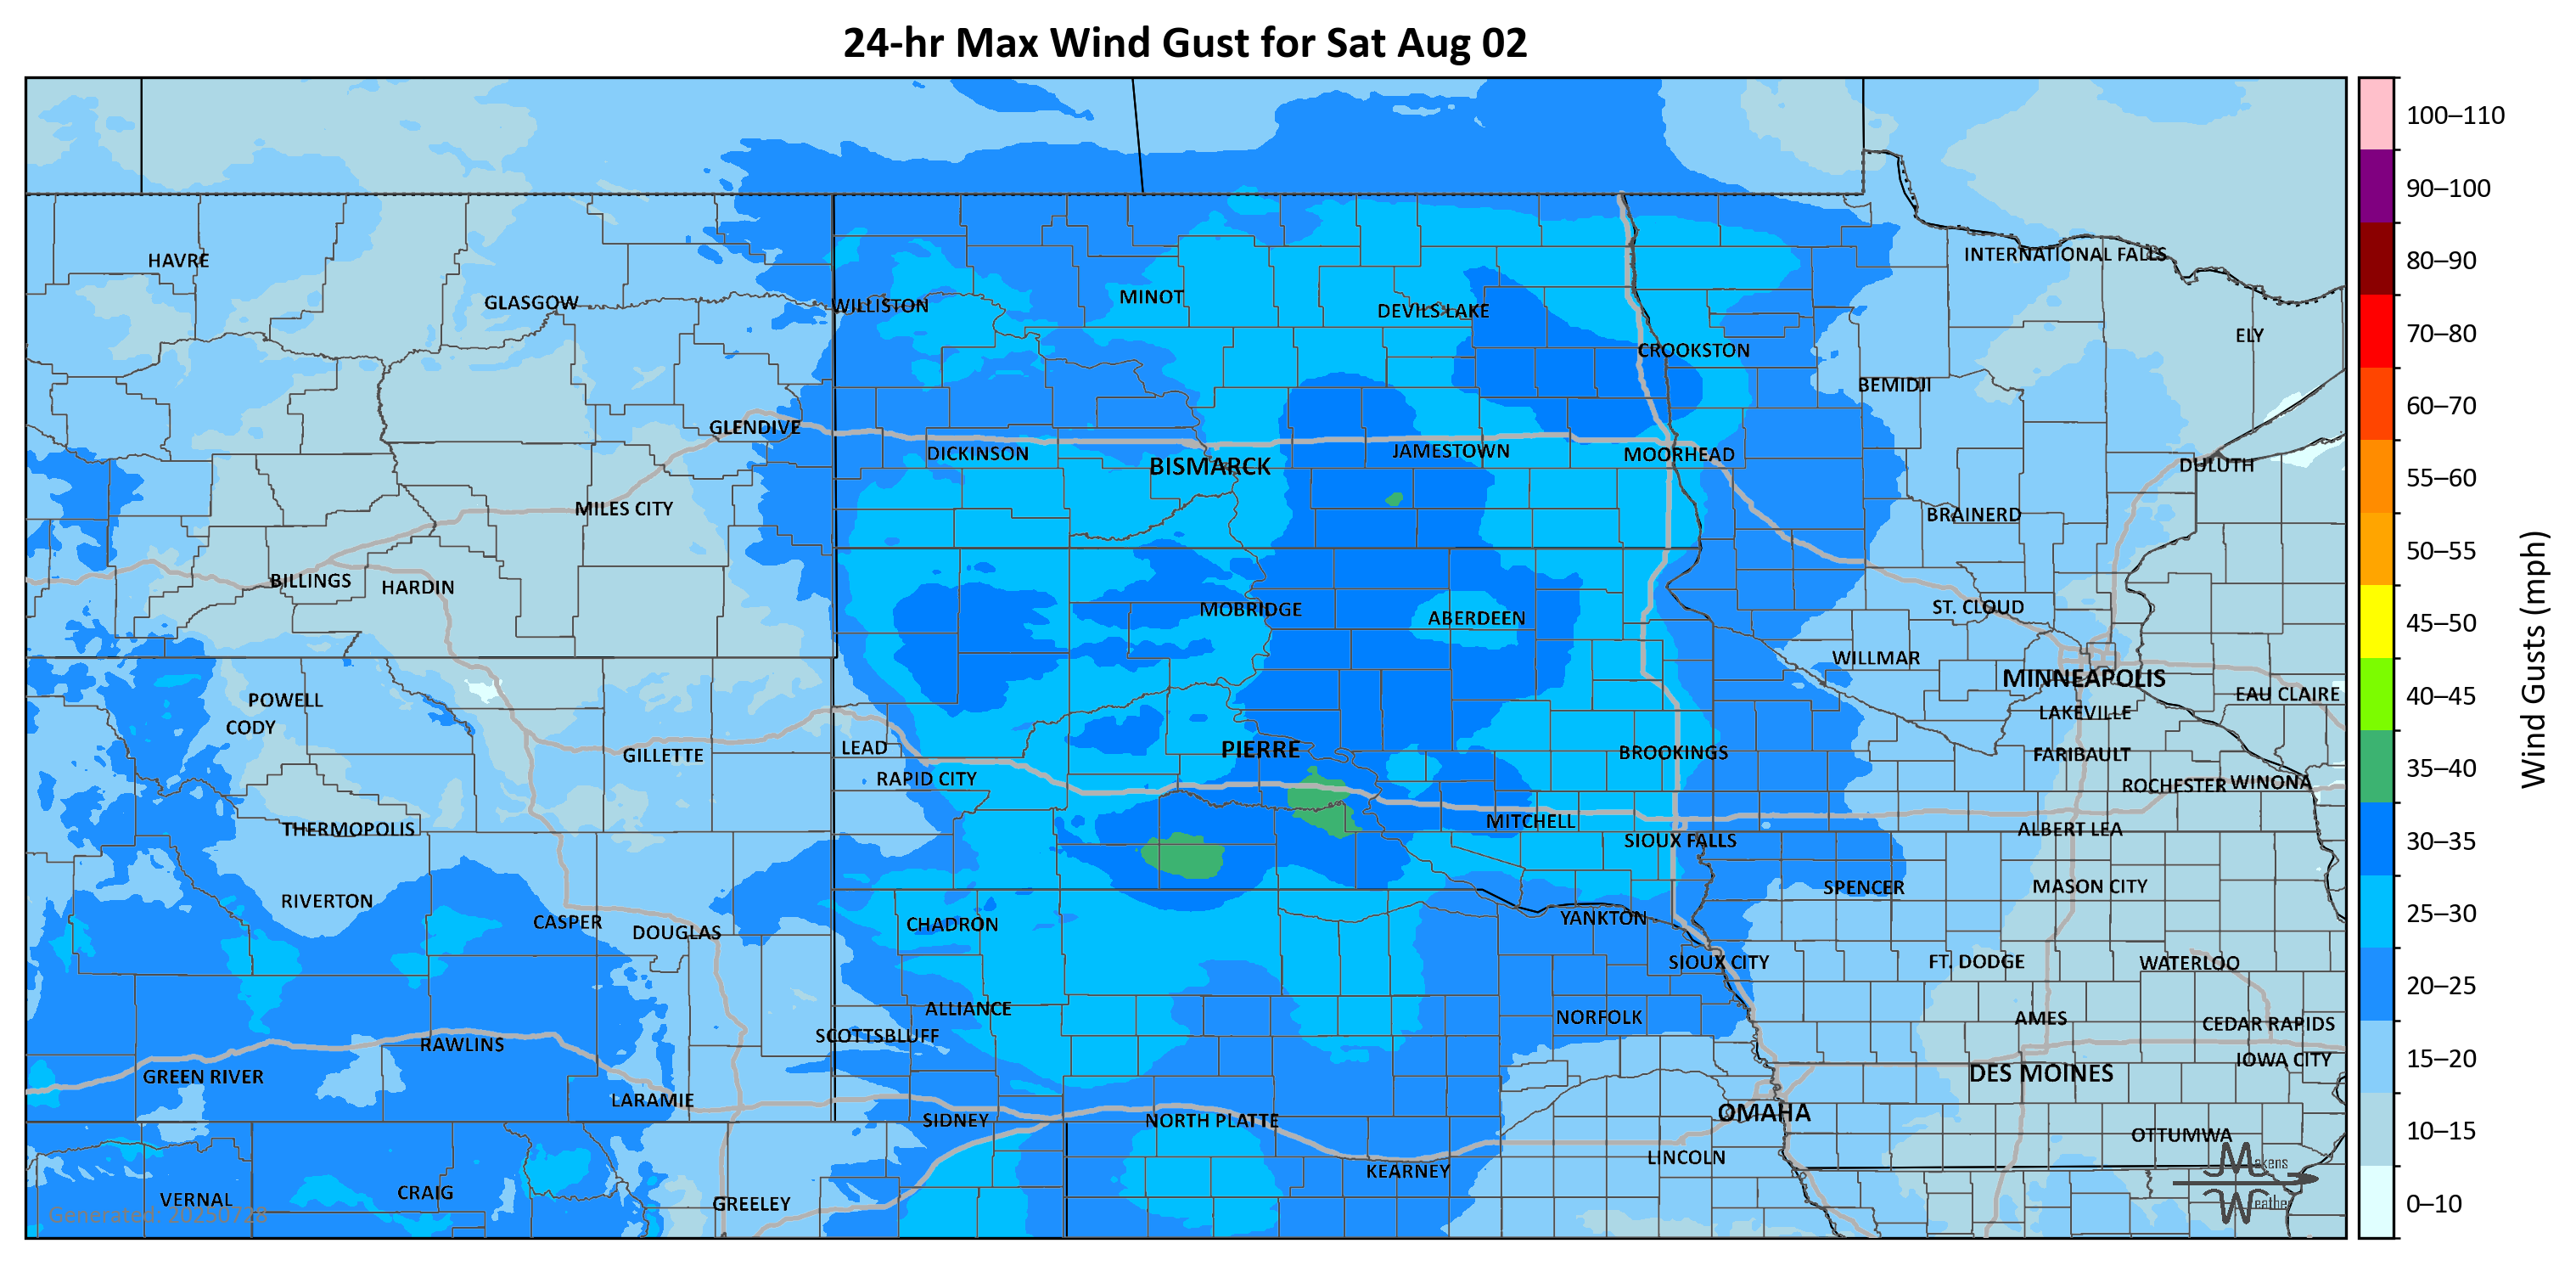 24-hr Max Wind Gust for Sat Aug 02
HAVRE
INTERNATIONAL FALLS
GLASGOW
WILLISTON
MINOT
DEVILS LAKE
ELY
CROOKSTON
BEMIDJI
GLENDIVE
DICKINSON
BISMARCK
JAMESTOWN
MOORHEAD
DULUTH
MILES CITY
BRAINERD
BILLINGS
HARDIN
MOBRIDGE
ABERDEEN
ST. CLOUD
WILLMAR
MINNEAPOLIS
EAU CLAIRE
POWELL
LAKEVILLE
CODY
GILLETTE
LEAD
PIERRE
BROOKINGS
FARIBAULT
RAPID CITY
ROCHESTER
WINONA
THERMOPOLIS
MITCHELL
SIOUX FALLS
ALBERT LEA
RIVERTON
SPENCER
MASON CITY
CASPER
DOUGLAS
CHADRON
YANKTON
SIOUX CITY
FT. DODGE
WATERLOO
ALLIANCE
NORFOLK
AMES
CEDAR RAPIDS
SCOTTSBLUFF
RAWLINS
IOWA CITY
GREEN RIVER
DES MOINES
LARAMIE
SIDNEY
NORTH PLATTE
OMAHA
OTTUMWA
KEARNEY
LINCOLN
VERNAL
CRAIG
GREELEY
Generated: 20250728
Makens
Weather
100–110
90–100
80–90
70–80
60–70
55–60
50–55
45–50
40–45
35–40
30–35
25–30
20–25
15–20
10–15
0–10
Wind Gusts (mph)